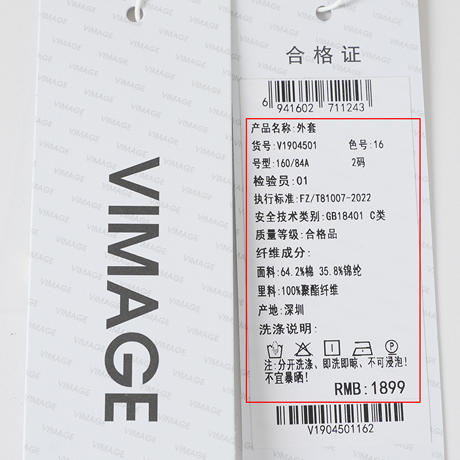 VIMAGE
合格证
6 941602 711243
产品名称:外套
货号:V1904501 色号:16
号型:160/84A 2码
检验员:01
执行标准:FZ/T81007-2022
安全技术类别:GB18401 C类
质量等级:合格品
纤维成分:
面料:64.2%棉 35.8%锦纶
里料:100%聚酯纤维
产地:深圳
洗涤说明:
注:分开洗涤、即洗即晾、不可浸泡!
不宜暴晒!
RMB:1899
V1904501162